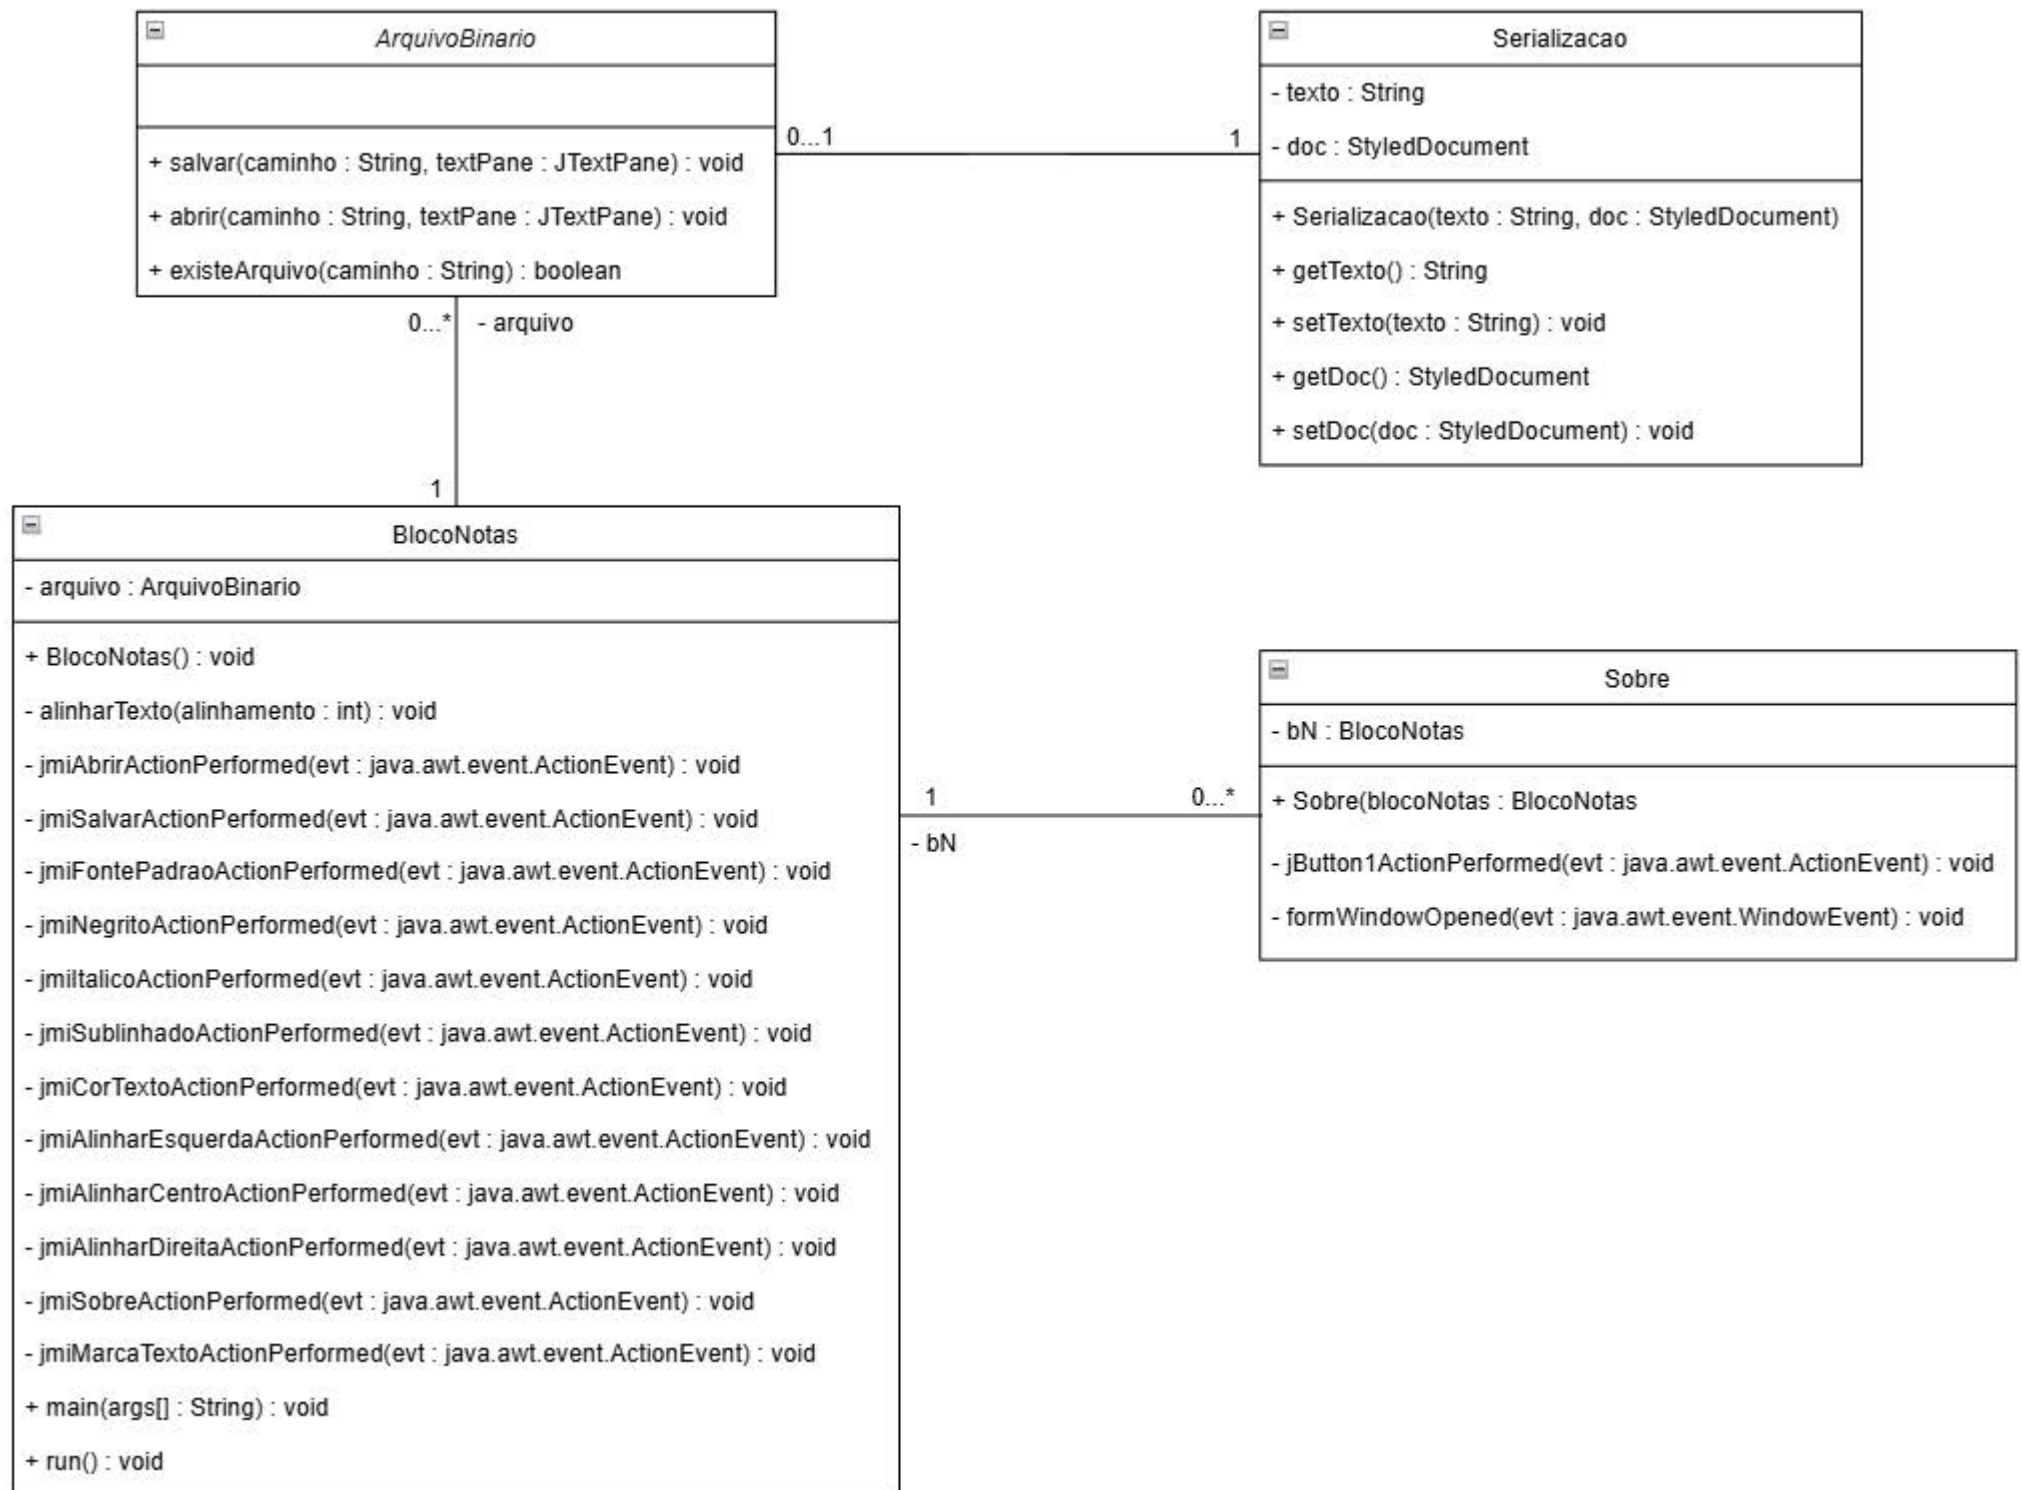 ArquivoBinario
+ salvar(caminho : String, textPane : JTextPane) : void
+ abrir(caminho : String, textPane : JTextPane) : void
+ existeArquivo(caminho : String) : boolean
0...1
1
Serializacao
- texto : String
- doc : StyledDocument
+ Serializacao(texto : String, doc : StyledDocument)
+ getTexto() : String
+ setTexto(texto : String) : void
+ getDoc() : StyledDocument
+ setDoc(doc : StyledDocument) : void
0...*
- arquivo
1
BlocoNotas
- arquivo : ArquivoBinario
+ BlocoNotas() : void
- alinharTexto(alinhamento : int) : void
- jmiAbrirActionPerformed(evt : java.awt.event.ActionEvent) : void
- jmiSalvarActionPerformed(evt : java.awt.event.ActionEvent) : void
- jmiFontePadraoActionPerformed(evt : java.awt.event.ActionEvent) : void
- jmiNegritoActionPerformed(evt : java.awt.event.ActionEvent) : void
- jmiItalicoActionPerformed(evt : java.awt.event.ActionEvent) : void
- jmiSublinhadoActionPerformed(evt : java.awt.event.ActionEvent) : void
- jmiCorTextoActionPerformed(evt : java.awt.event.ActionEvent) : void
- jmiAlinharEsquerdaActionPerformed(evt : java.awt.event.ActionEvent) : void
- jmiAlinharCentroActionPerformed(evt : java.awt.event.ActionEvent) : void
- jmiAlinharDireitaActionPerformed(evt : java.awt.event.ActionEvent) : void
- jmiSobreActionPerformed(evt : java.awt.event.ActionEvent) : void
- jmiMarcaTextoActionPerformed(evt : java.awt.event.ActionEvent) : void
+ main(args[] : String) : void
+ run() : void
1
0...*
- bN
Sobre
- bN : BlocoNotas
+ Sobre(blocoNotas : BlocoNotas
- jButton1ActionPerformed(evt : java.awt.event.ActionEvent) : void
- formWindowOpened(evt : java.awt.event.WindowEvent) : void